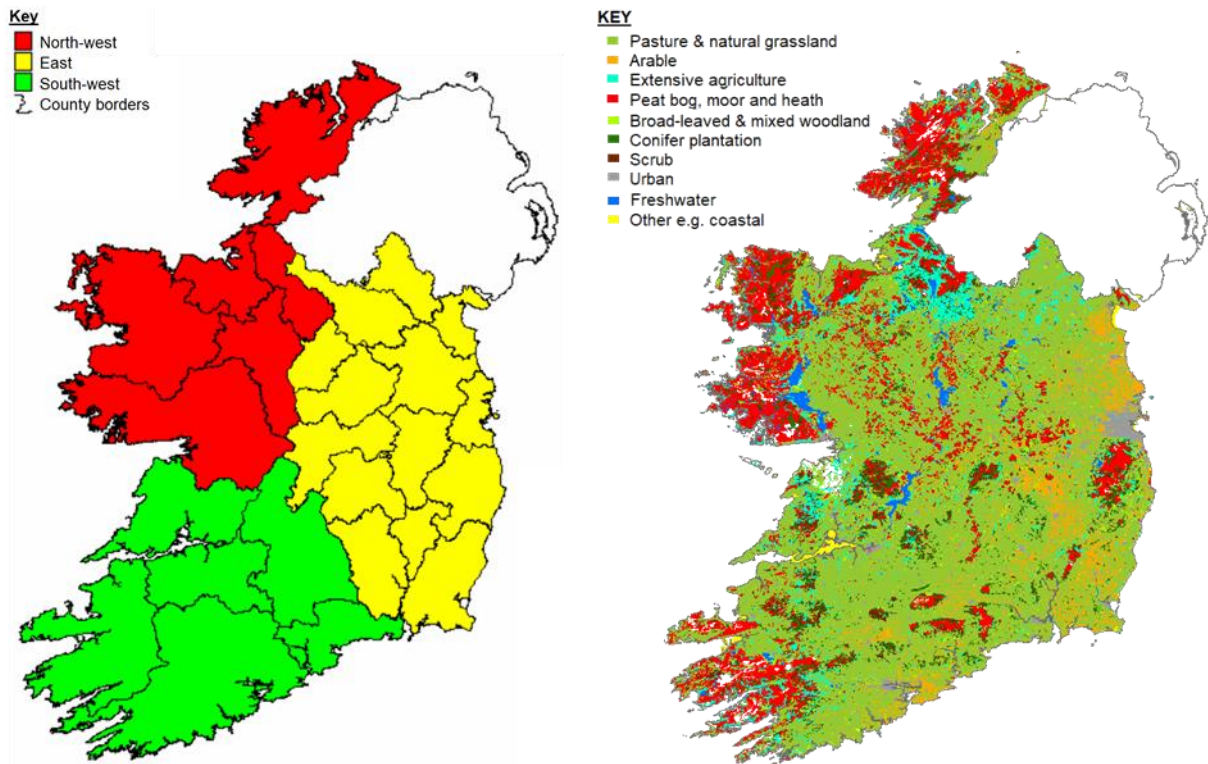 Key
North-west
East
South-west
County borders
KEY
Pasture & natural grassland
Arable
Extensive agriculture
Peat bog, moor and heath
Broad-leaved & mixed woodland
Conifer plantation
Scrub
Urban
Freshwater
Other e.g. coastal